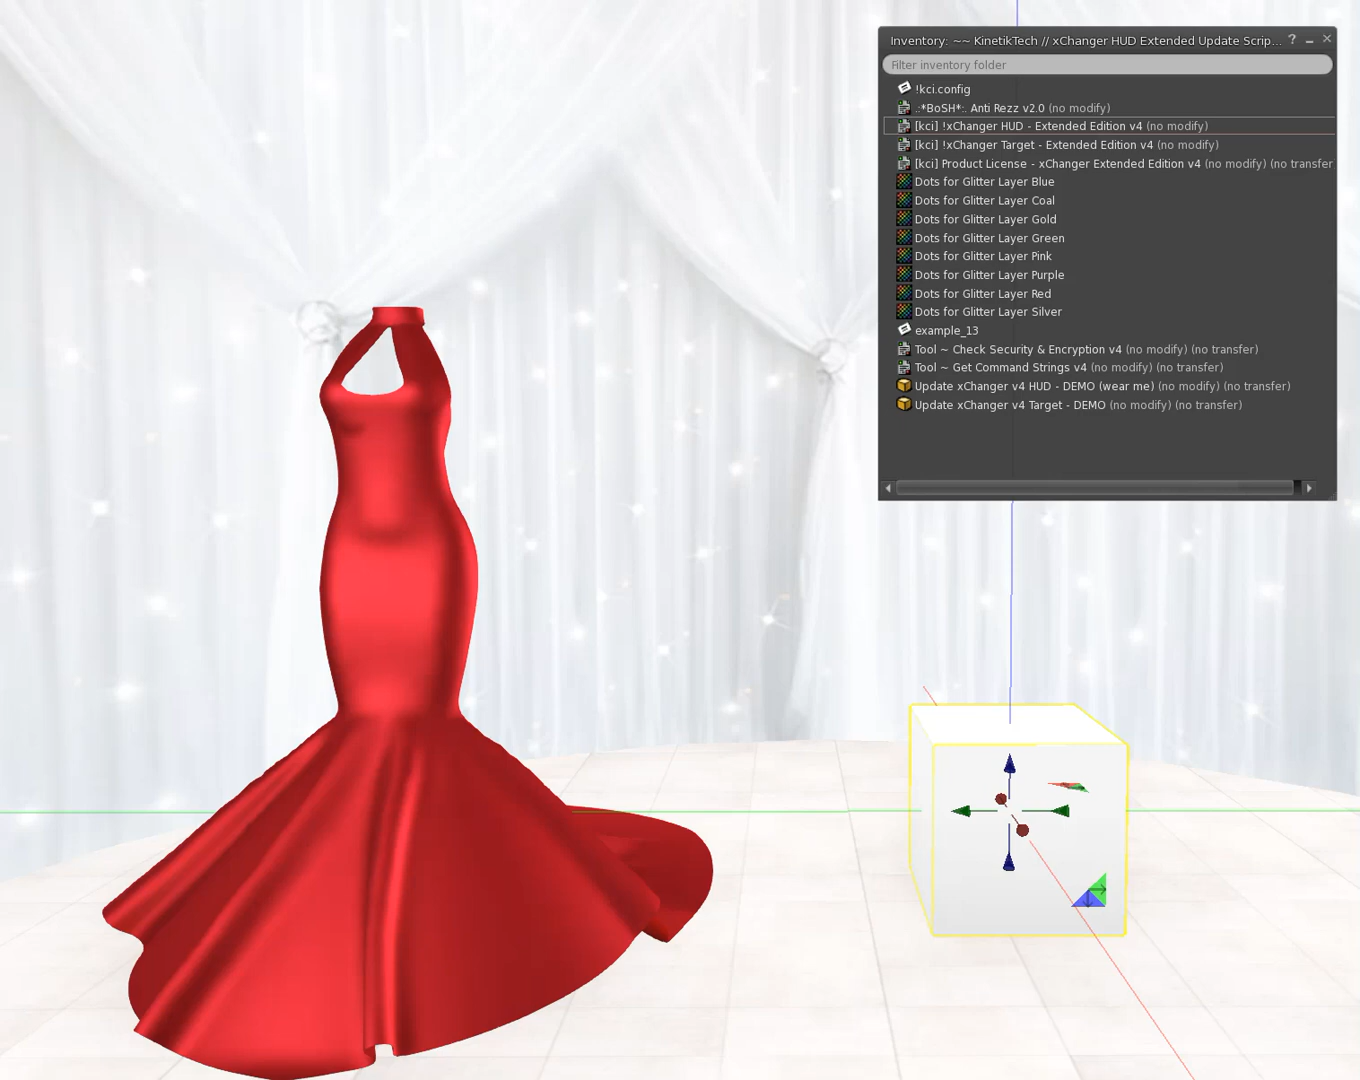 Inventory: ~~ KinetikTech // xChanger HUD Extended Update Scrip... ?
Filter inventory folder
!kci.config
.:*BoSH*:. Anti Rezz v2.0 (no modify)
[kci] !xChanger HUD - Extended Edition v4 (no modify)
[kci] !xChanger Target - Extended Edition v4 (no modify)
[kci] Product License - xChanger Extended Edition v4 (no modify) (no transfer
Dots for Glitter Layer Blue
Dots for Glitter Layer Coal
Dots for Glitter Layer Gold
Dots for Glitter Layer Green
Dots for Glitter Layer Pink
Dots for Glitter Layer Purple
Dots for Glitter Layer Red
Dots for Glitter Layer Silver
example_13
Tool ~ Check Security & Encryption v4 (no modify) (no transfer)
Tool ~ Get Command Strings v4 (no modify) (no transfer)
Update xChanger v4 HUD - DEMO (wear me) (no modify) (no transfer)
Update xChanger v4 Target - DEMO (no modify) (no transfer)